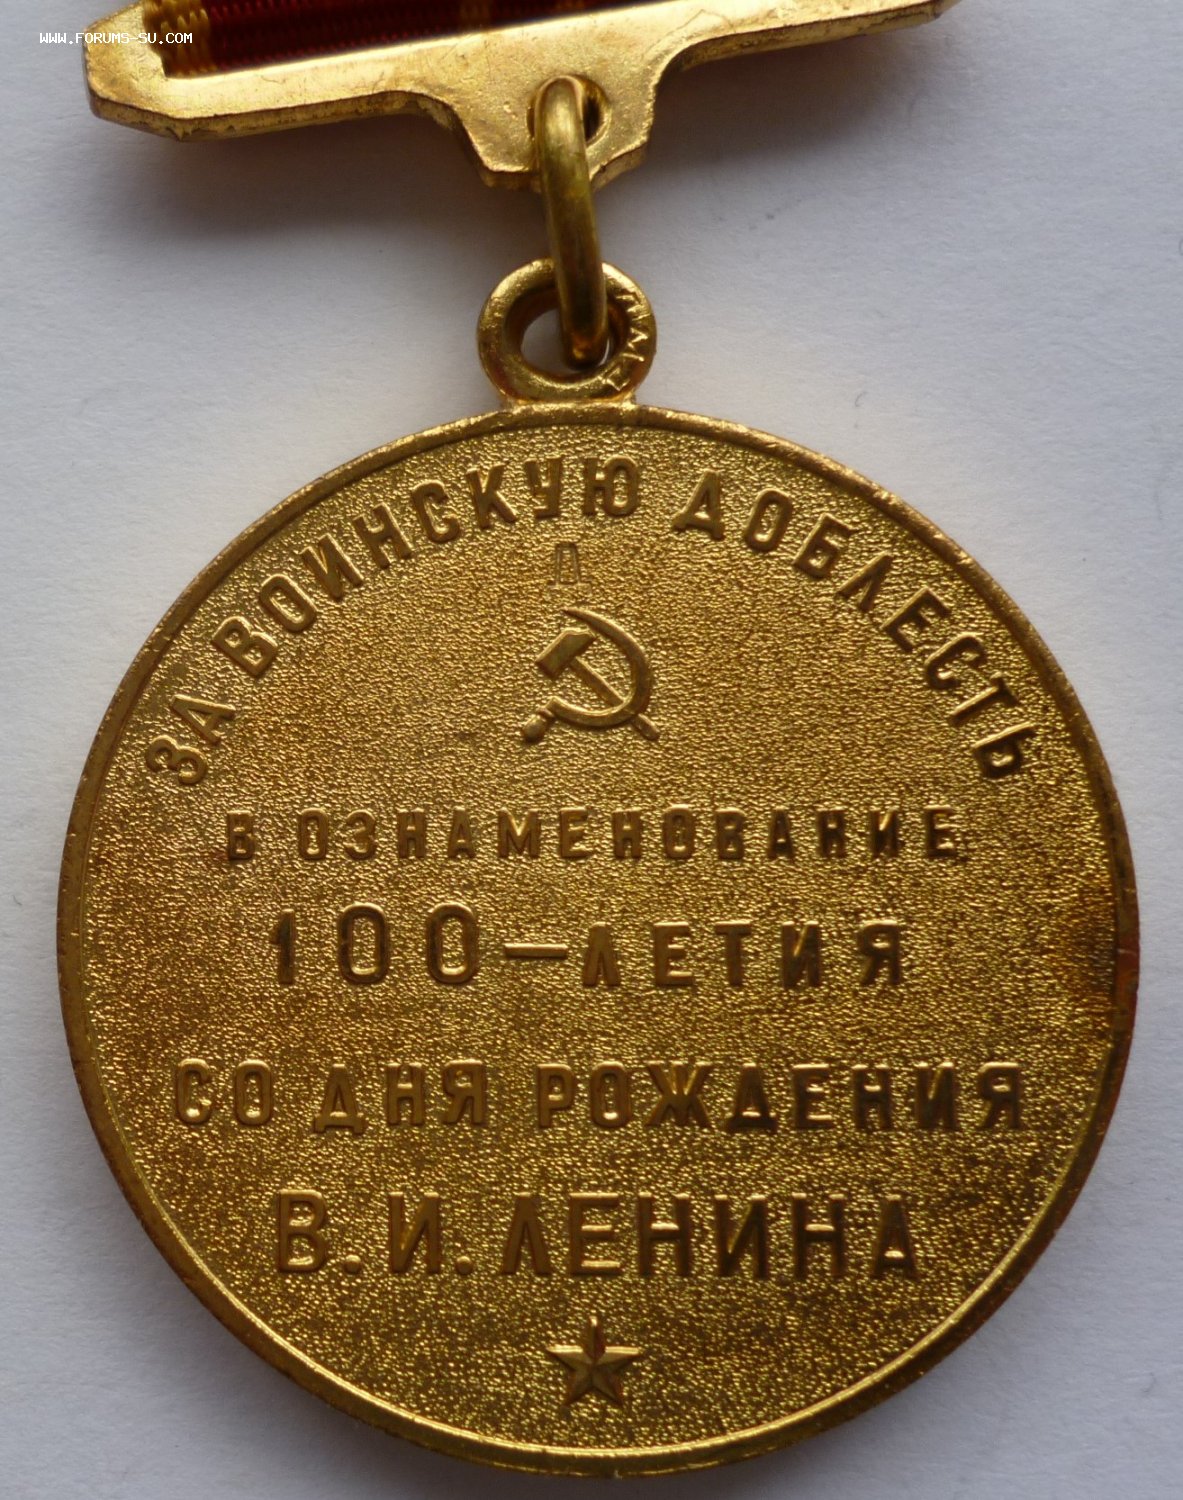 WWW.FORUMS-SU.COM
ЗА ВОИНСКУЮ ДОБЛЕСТЬ
В ОЗНАМЕНОВАНИЕ
100-ЛЕТИЯ
СО ДНЯ РОЖДЕНИЯ
В. И. ЛЕНИНА